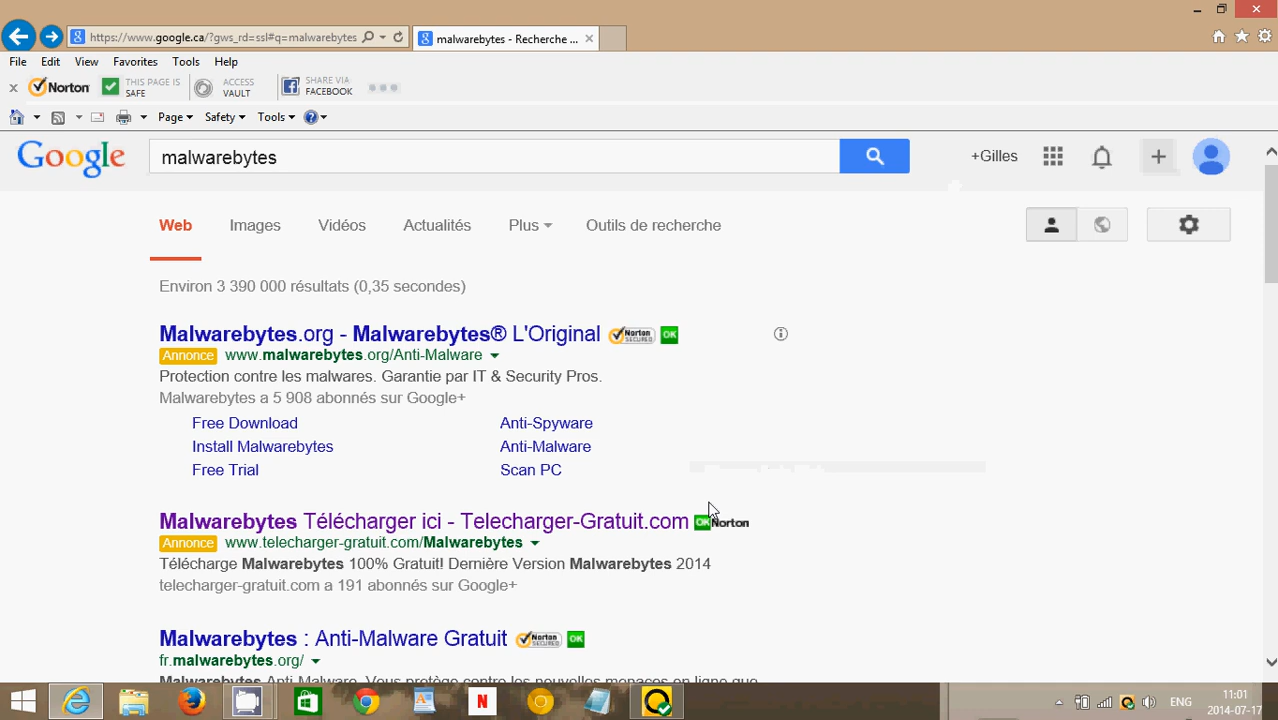 https://www.google.ca/?gws_rd=ssl#q=malwarebytes
malwarebytes - Recherche ...
File Edit View Favorites Tools Help
Norton THIS PAGE IS SAFE ACCESS VAULT SHARE VIA FACEBOOK
Page Safety Tools
Google malwarebytes +Gilles
Web Images Vidéos Actualités Plus Outils de recherche
Environ 3 390 000 résultats (0,35 secondes)
Malwarebytes.org - Malwarebytes® L'Original Norton SECURED OK
Annonce www.malwarebytes.org/Anti-Malware
Protection contre les malwares. Garantie par IT & Security Pros.
Malwarebytes a 5 908 abonnés sur Google+
Free Download Anti-Spyware
Install Malwarebytes Anti-Malware
Free Trial Scan PC
Malwarebytes Télécharger ici - Telecharger-Gratuit.com OK Norton
Annonce www.telecharger-gratuit.com/Malwarebytes
Télécharge Malwarebytes 100% Gratuit! Dernière Version Malwarebytes 2014
telecharger-gratuit.com a 191 abonnés sur Google+
Malwarebytes : Anti-Malware Gratuit Norton SECURED OK
fr.malwarebytes.org/
Malwarebytes Anti-Malware. Vous protège contre les nouvelles menaces en ligne que
N ENG 11:01
2014-07-17